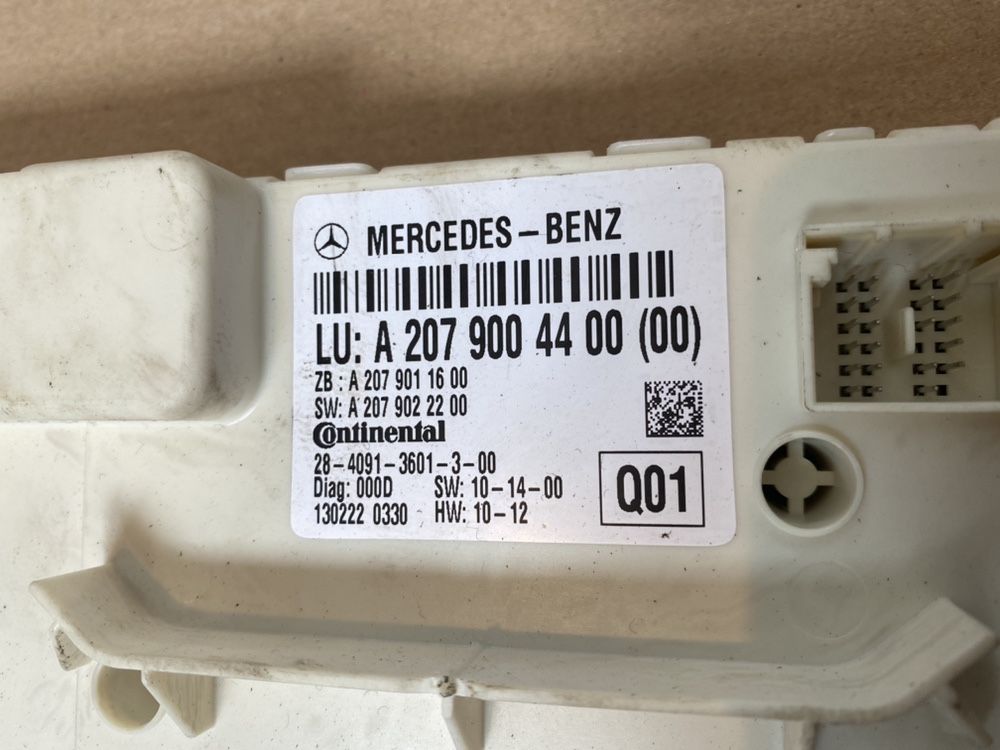 MERCEDES-BENZ
LU: A 207 900 44 00 (00)
ZB : A 207 901 16 00
SW: A 207 902 22 00
Continental
28-4091-3601-3-00
Diag: 000D SW: 10-14-00
130222 0330 HW: 10-12
Q01